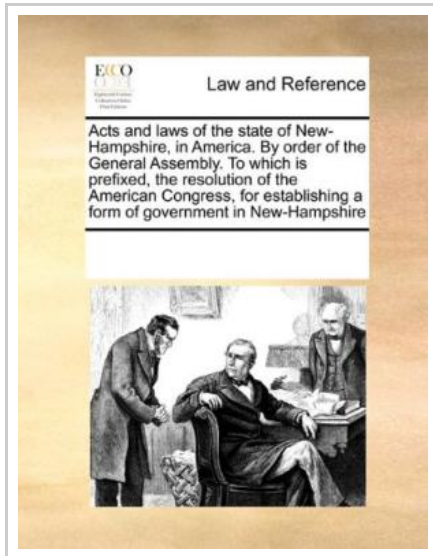 ECCO
Law and Reference
Acts and laws of the state of New-
Hampshire, in America. By order of the
General Assembly. To which is
prefixed, the resolution of the
American Congress, for establishing a
form of government in New-Hampshire